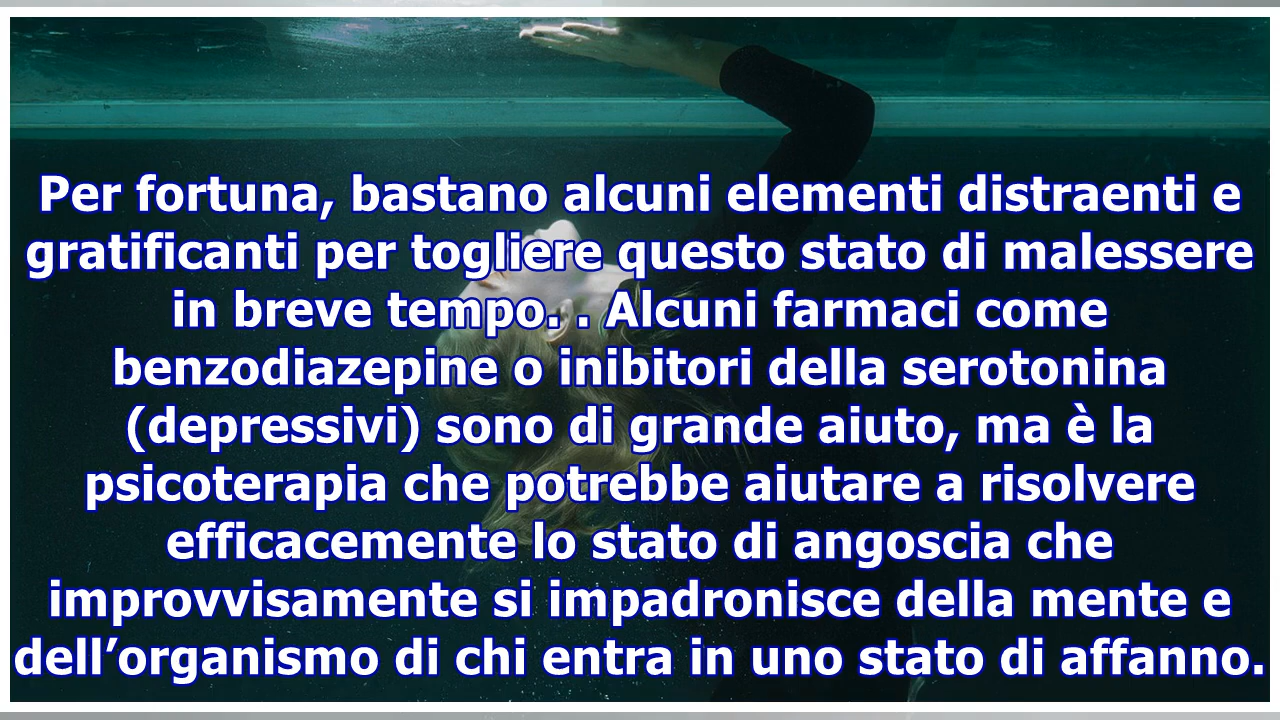 Per fortuna, bastano alcuni elementi distraenti e
gratificanti per togliere questo stato di malessere
in breve tempo. . Alcuni farmaci come
benzodiazepine o inibitori della serotonina
(depressivi) sono di grande aiuto, ma è la
psicoterapia che potrebbe aiutare a risolvere
efficacemente lo stato di angoscia che
improvvisamente si impadronisce della mente e
dell’organismo di chi entra in uno stato di affanno.